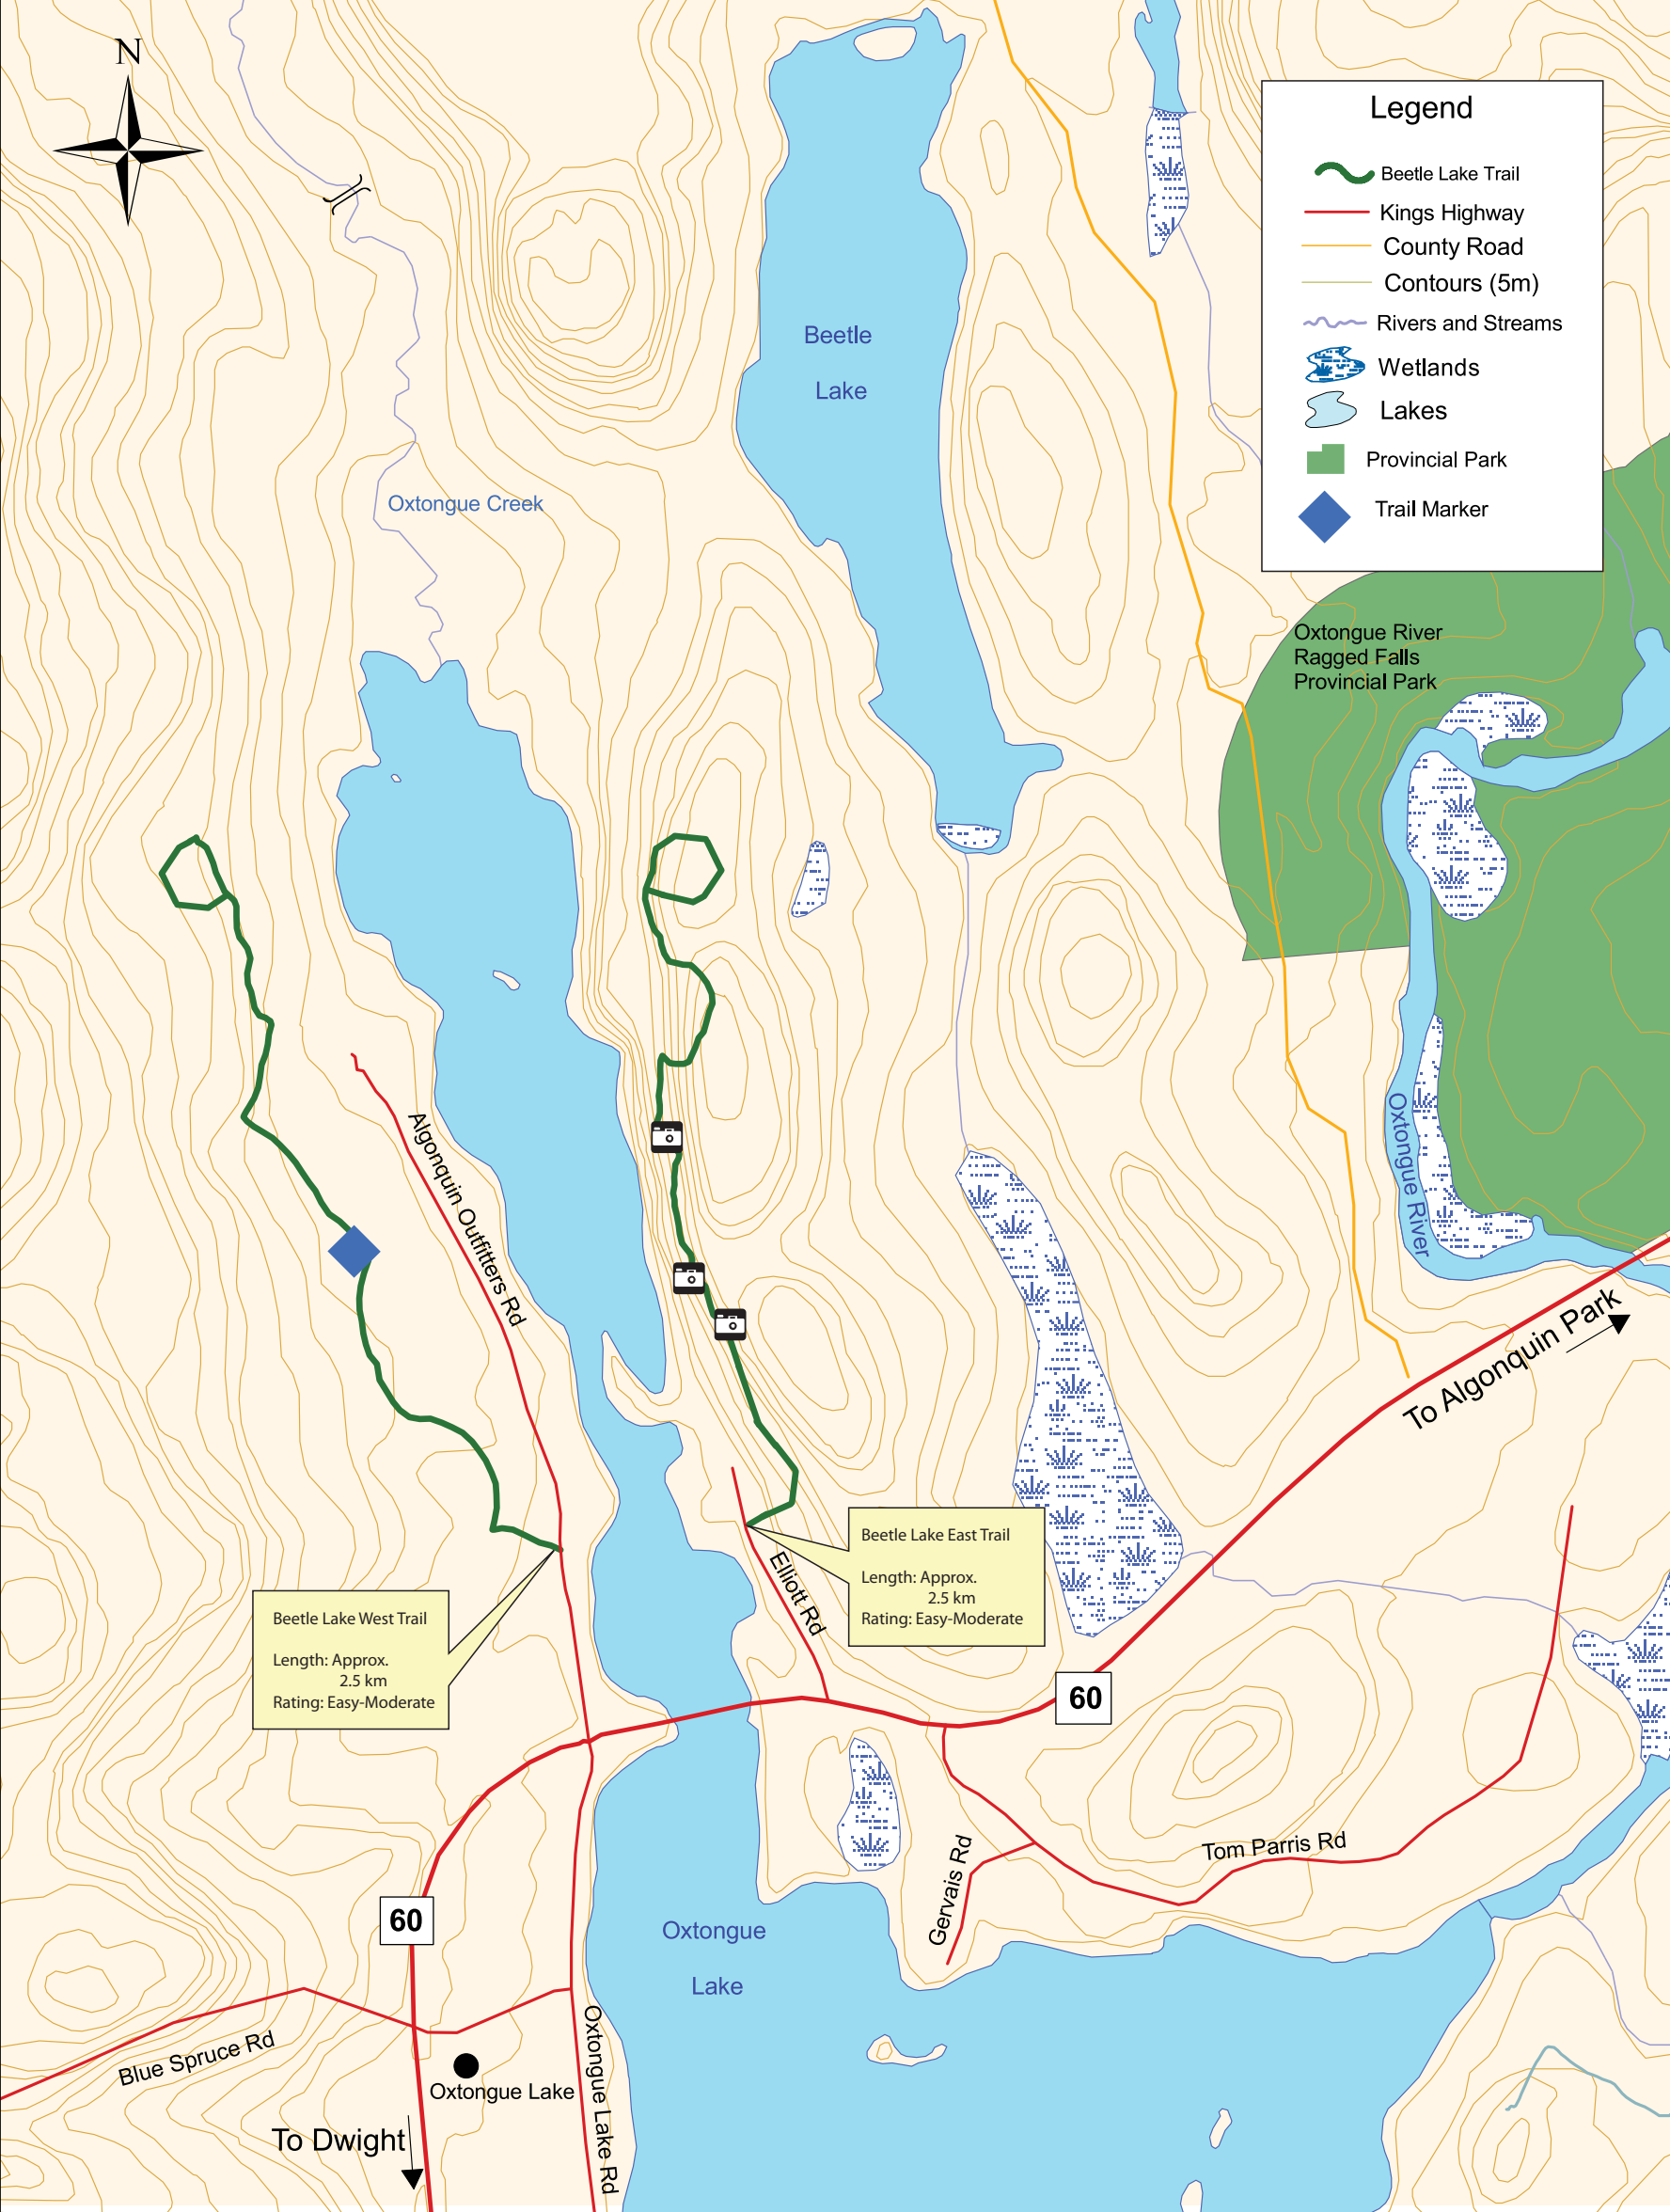 N
Legend
Beetle Lake Trail
Kings Highway
County Road
Contours (5m)
Rivers and Streams
Wetlands
Lakes
Provincial Park
Trail Marker
Beetle
Lake
Oxtongue Creek
Oxtongue River
Ragged Falls
Provincial Park
Oxtongue River
Algonquin Outfitters Rd
To Algonquin Park
Beetle Lake East Trail
Length: Approx.
2.5 km
Rating: Easy-Moderate
Elliott Rd
Beetle Lake West Trail
Length: Approx.
2.5 km
Rating: Easy-Moderate
60
Tom Parris Rd
Gervais Rd
60
Oxtongue
Lake
Blue Spruce Rd
Oxtongue Lake
Oxtongue Lake Rd
To Dwight